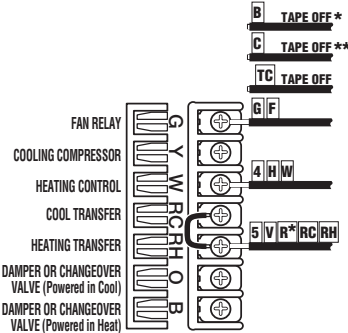 B TAPE OFF *
C TAPE OFF **
TC TAPE OFF
FAN RELAY G G F
COOLING COMPRESSOR Y
HEATING CONTROL W 4 H W
COOL TRANSFER RC
HEATING TRANSFER RH 5 V R* RC RH
DAMPER OR CHANGEOVER
VALVE (Powered in Cool) O
DAMPER OR CHANGEOVER
VALVE (Powered in Heat) B